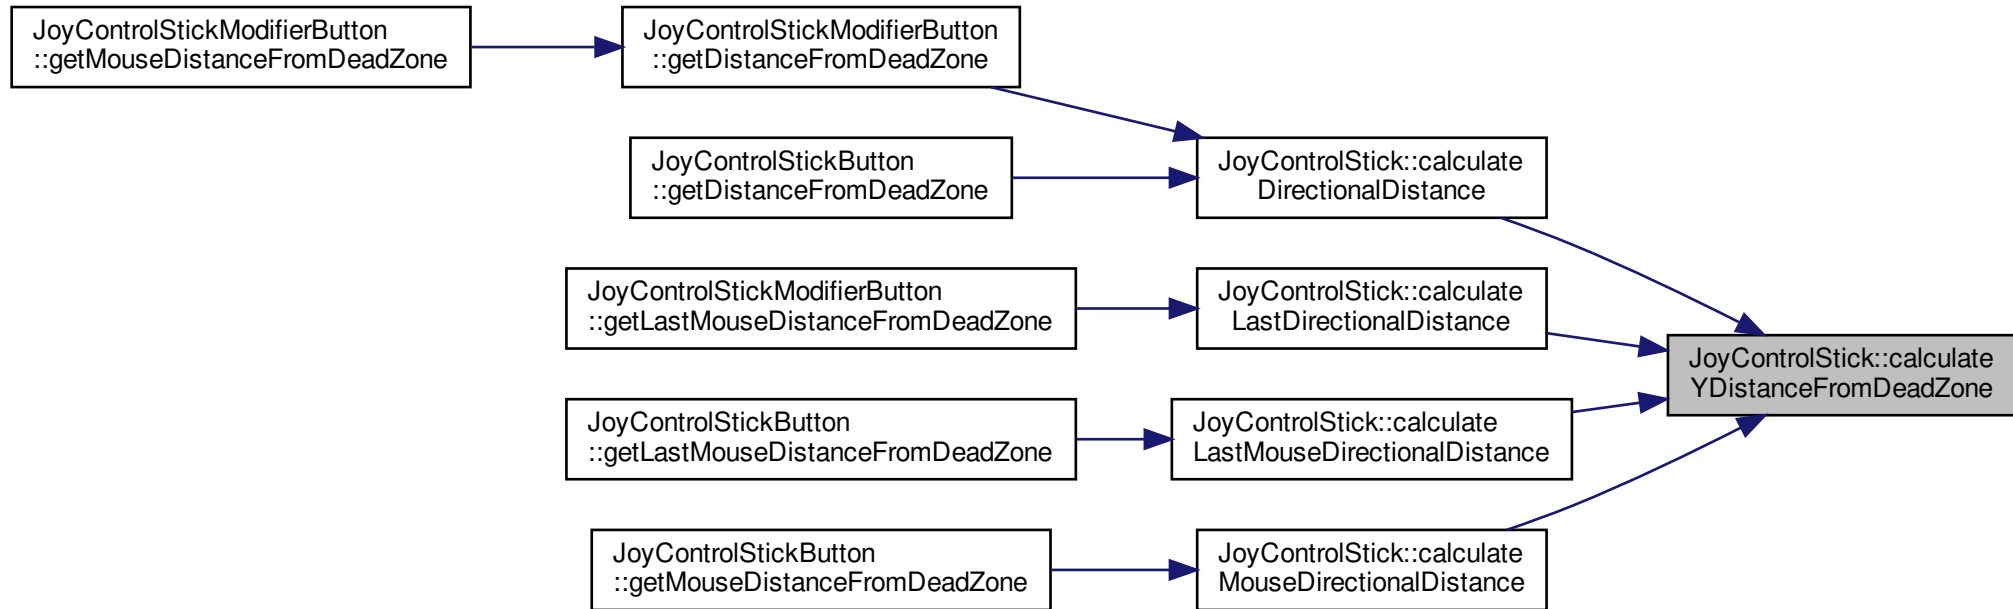 JoyControlStickModifierButton
::getMouseDistanceFromDeadZone
JoyControlStickModifierButton
::getDistanceFromDeadZone
JoyControlStickButton
::getDistanceFromDeadZone
JoyControlStick::calculate
DirectionalDistance
JoyControlStickModifierButton
::getLastMouseDistanceFromDeadZone
JoyControlStick::calculate
LastDirectionalDistance
JoyControlStick::calculate
YDistanceFromDeadZone
JoyControlStickButton
::getLastMouseDistanceFromDeadZone
JoyControlStick::calculate
LastMouseDirectionalDistance
JoyControlStickButton
::getMouseDistanceFromDeadZone
JoyControlStick::calculate
MouseDirectionalDistance